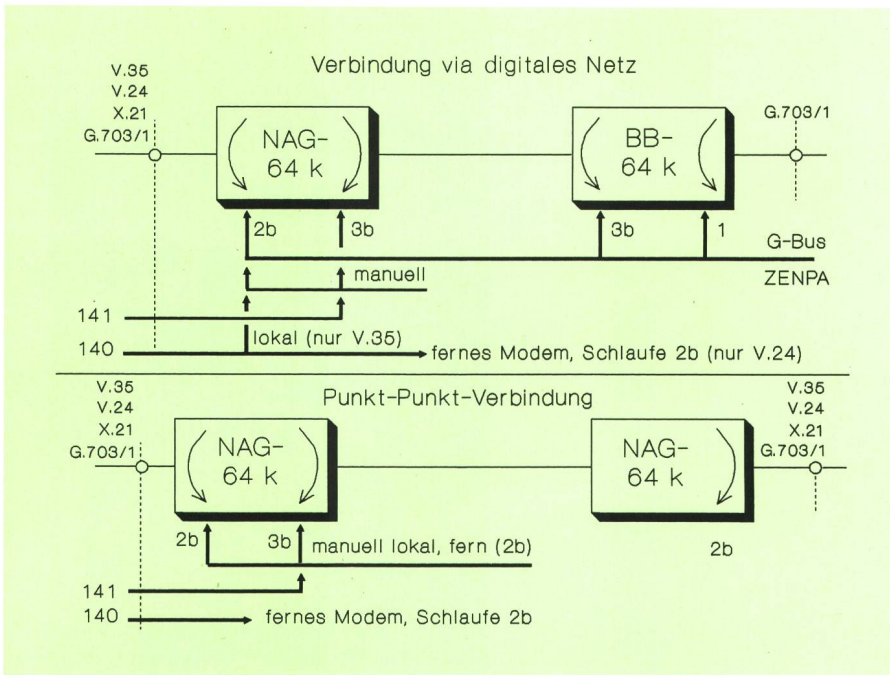 Verbindung via digitales Netz
V.35
V.24
X.21
G.703/1
NAG-
64 k
BB-
64 k
G.703/1
2b
3b
3b
1
G-Bus
ZENPA
manuell
141
lokal (nur V.35)
140
fernes Modem, Schlaufe 2b (nur V.24)
Punkt-Punkt-Verbindung
V.35
V.24
X.21
G.703/1
NAG-
64 k
NAG-
64 k
V.35
V.24
X.21
G.703/1
2b
3b
manuell lokal, fern (2b)
2b
141
140
fernes Modem, Schlaufe 2b